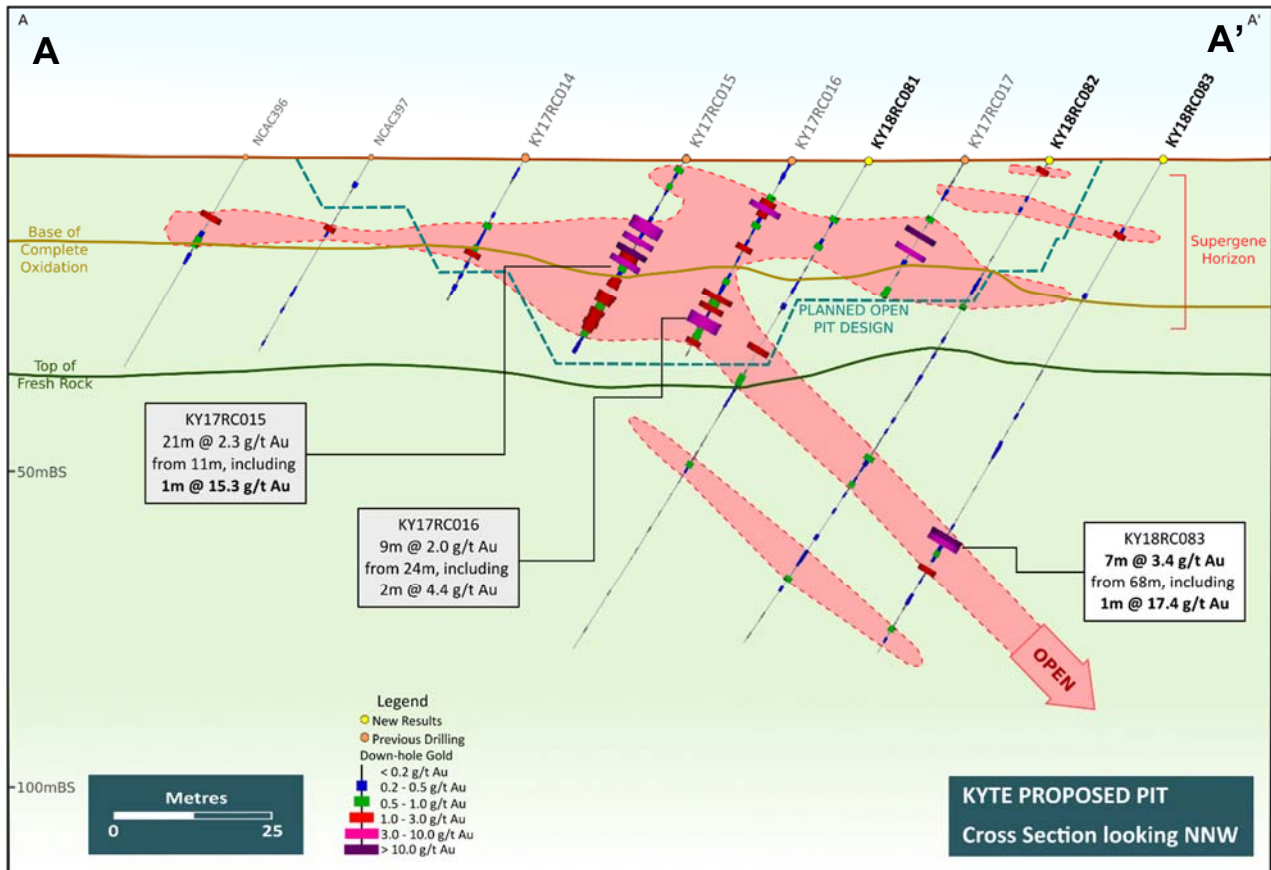 A
A'
A
A'
NCAC396
NCAC397
KY17RC014
KY17RC015
KY17RC016
KY18RC081
KY17RC017
KY18RC082
KY18RC083
Base of
Complete
Oxidation
Supergene
Horizon
PLANNED OPEN
PIT DESIGN
Top of
Fresh Rock
KY17RC015
21m @ 2.3 g/t Au
from 11m, including
1m @ 15.3 g/t Au
50mBS
KY17RC016
9m @ 2.0 g/t Au
from 24m, including
2m @ 4.4 g/t Au
KY18RC083
7m @ 3.4 g/t Au
from 68m, including
1m @ 17.4 g/t Au
OPEN
Legend
New Results
Previous Drilling
Down-hole Gold
< 0.2 g/t Au
0.2 - 0.5 g/t Au
0.5 - 1.0 g/t Au
1.0 - 3.0 g/t Au
3.0 - 10.0 g/t Au
> 10.0 g/t Au
100mBS
Metres
0 25
KYTE PROPOSED PIT
Cross Section looking NNW